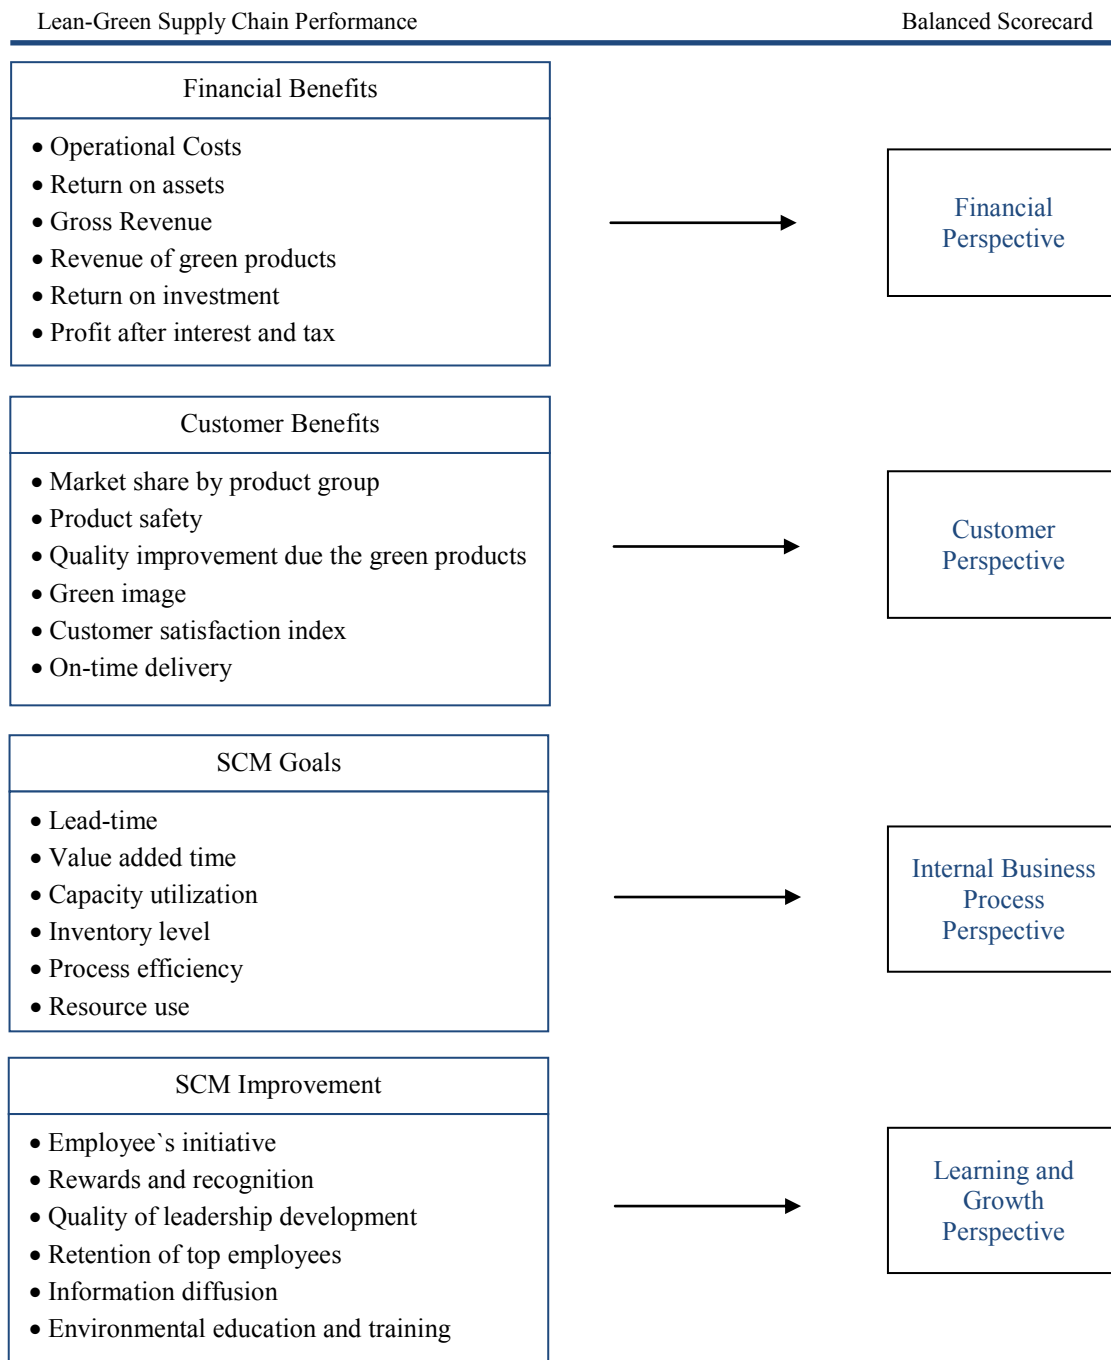 Lean-Green Supply Chain Performance
Balanced Scorecard
Financial Benefits
• Operational Costs
• Return on assets
• Gross Revenue
• Revenue of green products
• Return on investment
• Profit after interest and tax
Financial
Perspective
Customer Benefits
• Market share by product group
• Product safety
• Quality improvement due the green products
• Green image
• Customer satisfaction index
• On-time delivery
Customer
Perspective
SCM Goals
• Lead-time
• Value added time
• Capacity utilization
• Inventory level
• Process efficiency
• Resource use
Internal Business
Process
Perspective
SCM Improvement
• Employee`s initiative
• Rewards and recognition
• Quality of leadership development
• Retention of top employees
• Information diffusion
• Environmental education and training
Learning and
Growth
Perspective